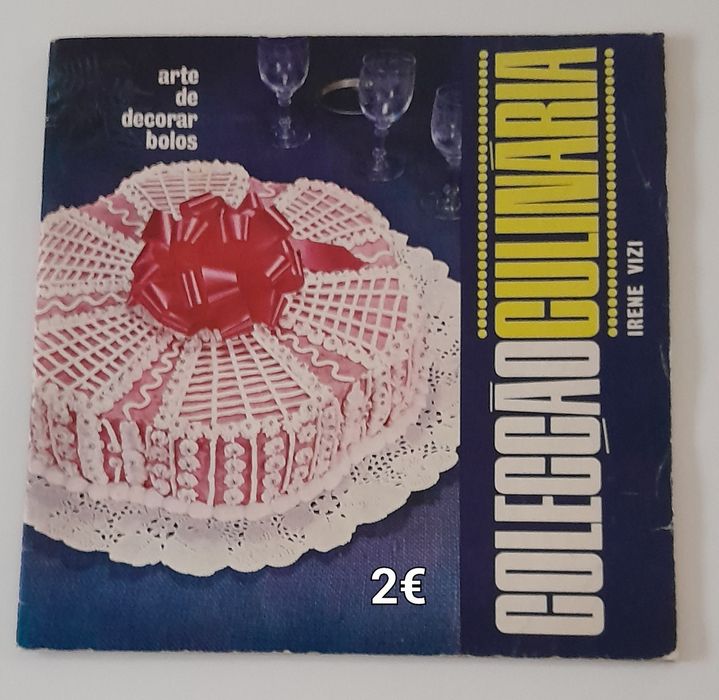 arte
de
decorar
bolos
COLECÇÃO CULINÁRIA
IRENE VIZI
2€